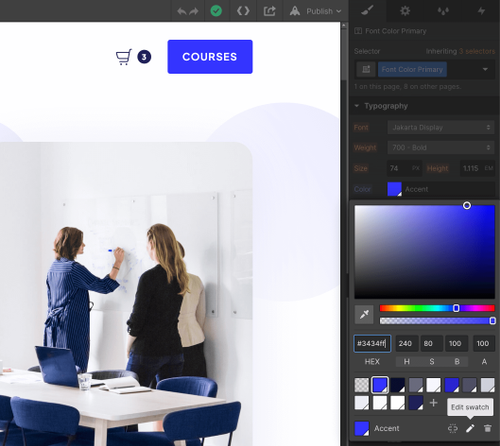 Publish
3
COURSES
Font Color Primary
Selector
Inheriting 3 selectors
Font Color Primary
1 on this page, 8 on other pages.
Typography
Font
Jakarta Display
Weight
700 - Bold
Size
74
PX
Height
1.115
EM
Color
Accent
#3434ff
240
80
100
100
HEX
H
S
B
A
Edit swatch
Accent